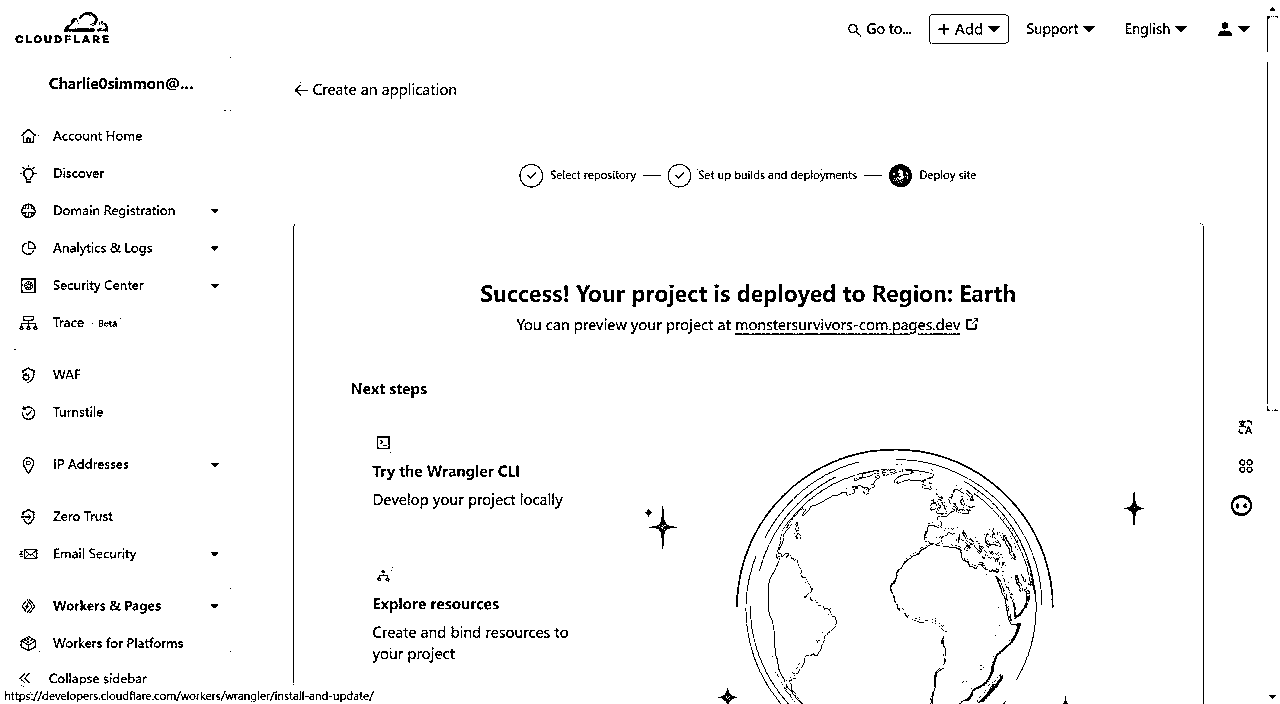 CLOUDFLARE
Go to...
+ Add
Support
English
Charlie0simmon@...
Account Home
Discover
Domain Registration
Analytics & Logs
Security Center
Trace Beta
WAF
Turnstile
IP Addresses
Zero Trust
Email Security
Workers & Pages
Workers for Platforms
Collapse sidebar
← Create an application
Select repository
Set up builds and deployments
3 Deploy site
Success! Your project is deployed to Region: Earth
You can preview your project at monstersurvivors-com.pages.dev
Next steps
Try the Wrangler CLI
Develop your project locally
Explore resources
Create and bind resources to
your project
https://developers.cloudflare.com/workers/wrangler/install-and-update/